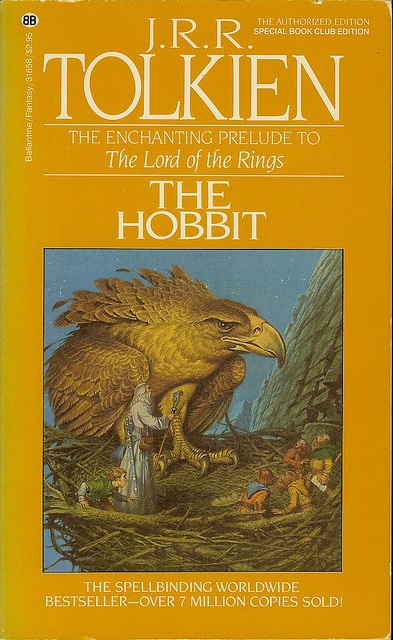 BB
THE AUTHORIZED EDITION
SPECIAL BOOK CLUB EDITION
Ballantine/Fantasy/31858/$2.95
J.R.R.
TOLKIEN
THE ENCHANTING PRELUDE TO
The Lord of the Rings
THE
HOBBIT
THE SPELLBINDING WORLDWIDE
BESTSELLER—OVER 7 MILLION COPIES SOLD!